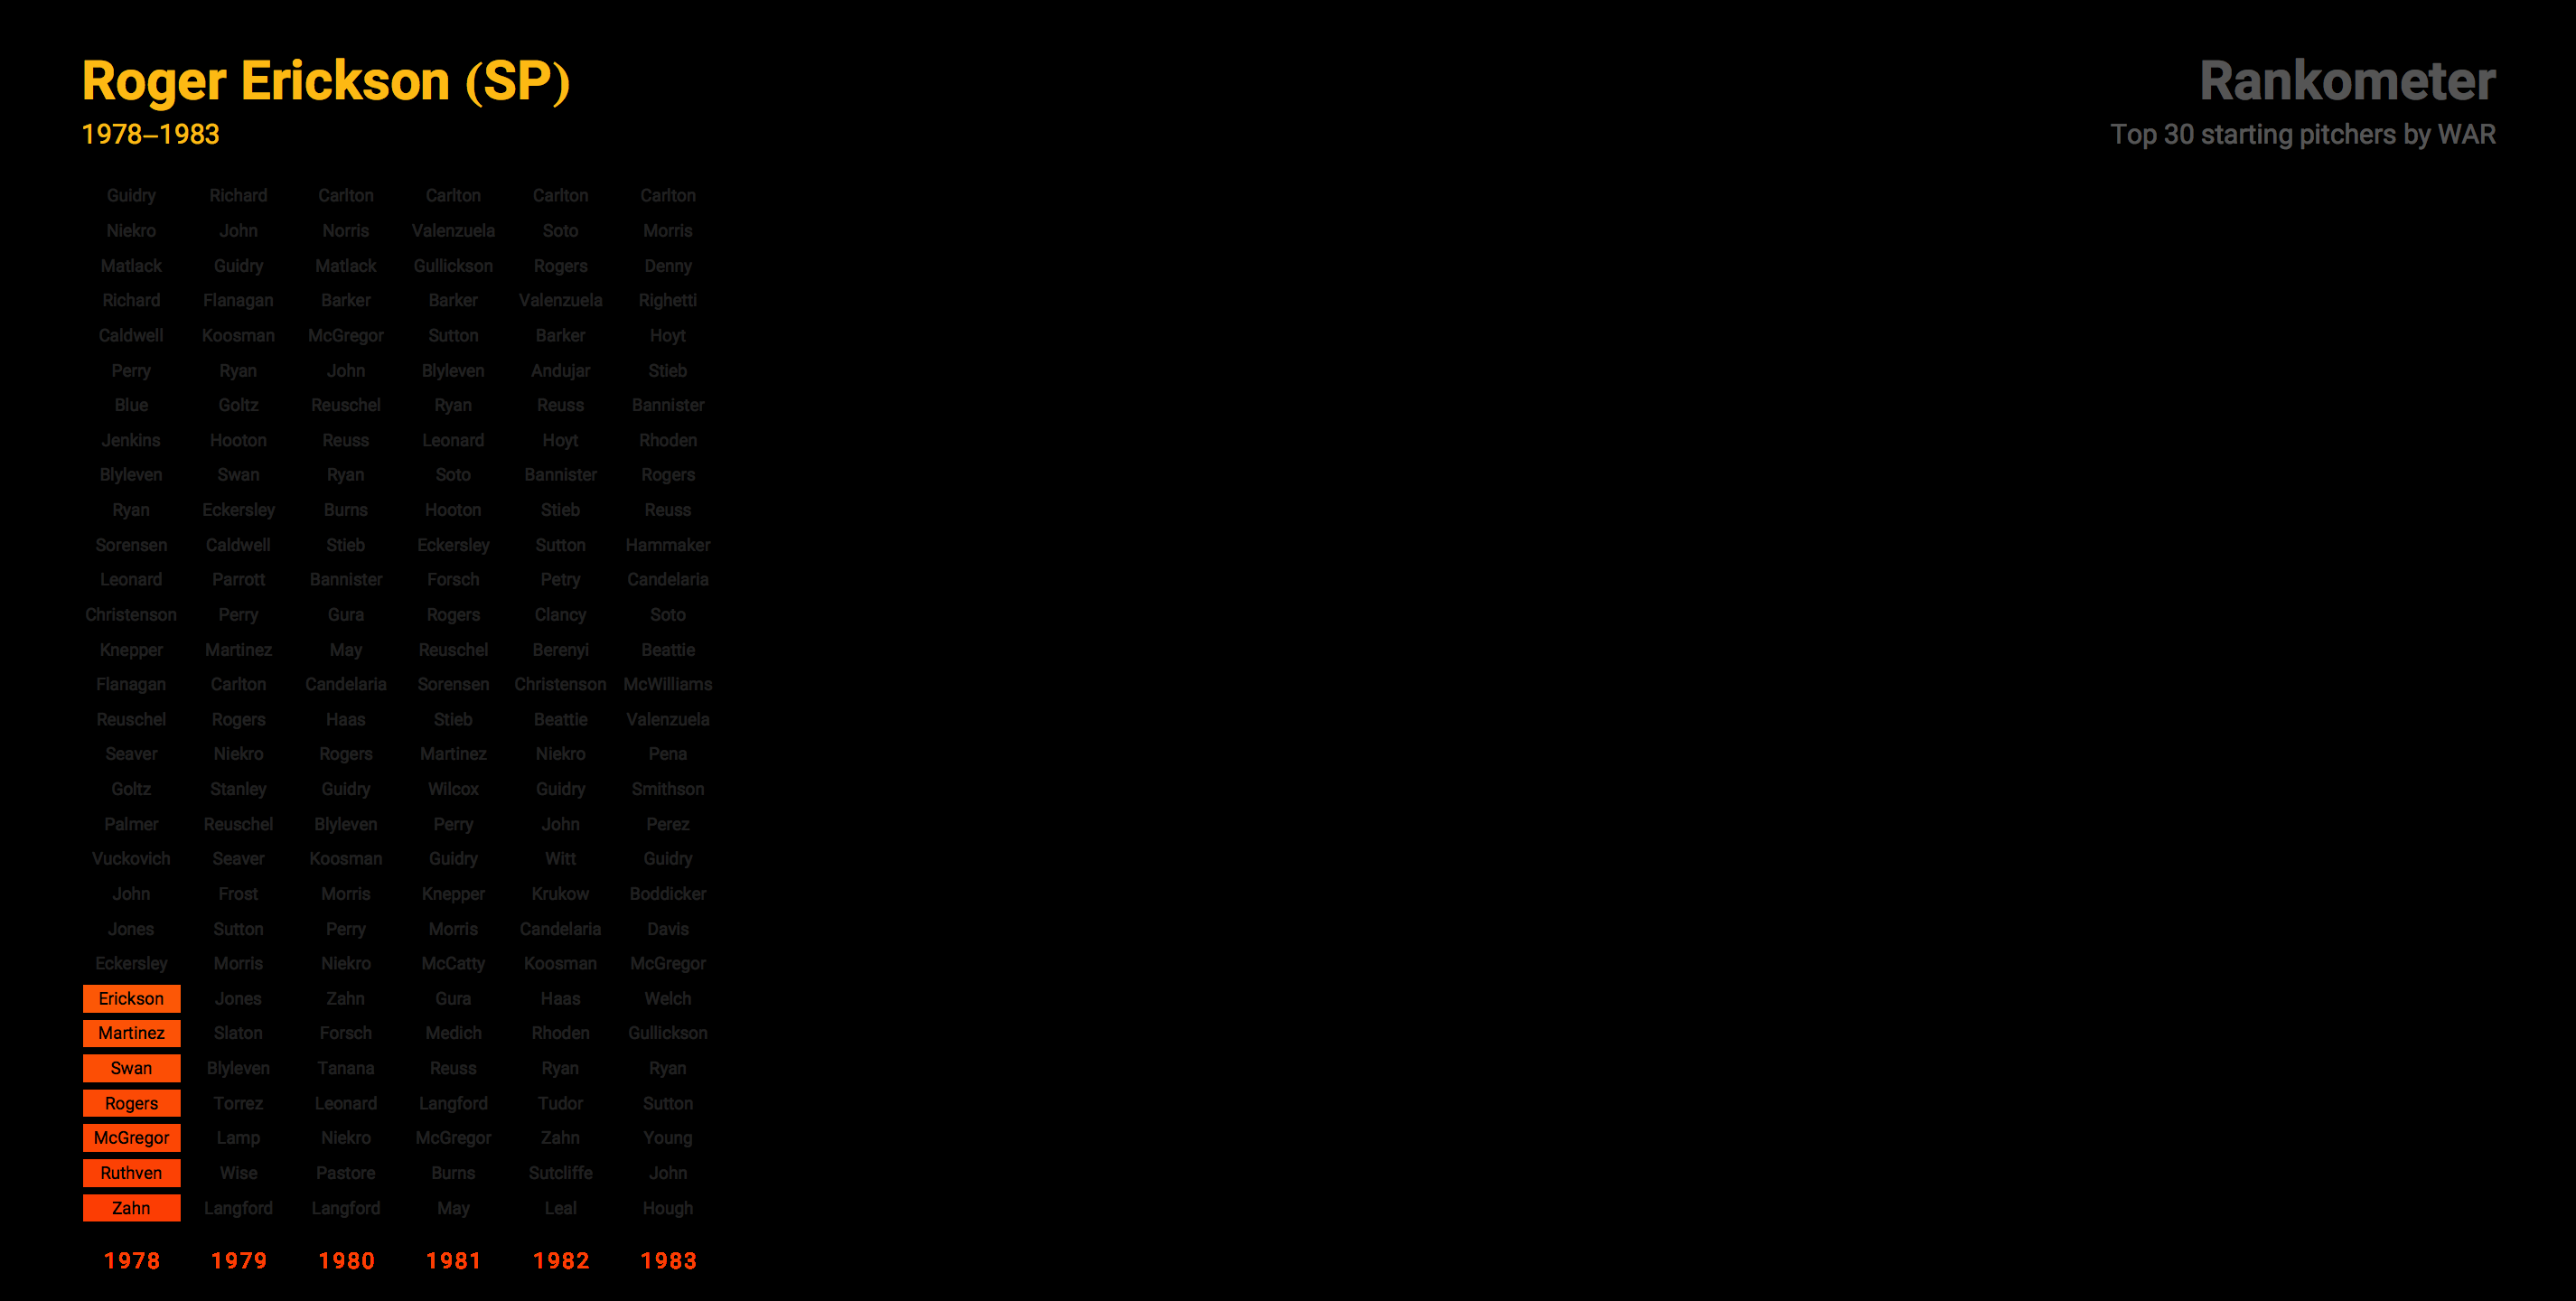 Roger Erickson (SP)
1978–1983
Rankometer
Top 30 starting pitchers by WAR
Guidry Richard Carlton Carlton Carlton Carlton
Niekro John Norris Valenzuela Soto Morris
Matlack Guidry Matlack Gullickson Rogers Denny
Richard Flanagan Barker Barker Valenzuela Righetti
Caldwell Koosman McGregor Sutton Barker Hoyt
Perry Ryan John Blyleven Andujar Stieb
Blue Goltz Reuschel Ryan Reuss Bannister
Jenkins Hooton Reuss Leonard Hoyt Rhoden
Blyleven Swan Ryan Soto Bannister Rogers
Ryan Eckersley Burns Hooton Stieb Reuss
Sorensen Caldwell Stieb Eckersley Sutton Hammaker
Leonard Parrott Bannister Forsch Petry Candelaria
Christenson Perry Gura Rogers Clancy Soto
Knepper Martinez May Reuschel Berenyi Beattie
Flanagan Carlton Candelaria Sorensen Christenson McWilliams
Reuschel Rogers Haas Stieb Beattie Valenzuela
Seaver Niekro Rogers Martinez Niekro Pena
Goltz Stanley Guidry Wilcox Guidry Smithson
Palmer Reuschel Blyleven Perry John Perez
Vuckovich Seaver Koosman Guidry Witt Guidry
John Frost Morris Knepper Krukow Boddicker
Jones Sutton Perry Morris Candelaria Davis
Eckersley Morris Niekro McCatty Koosman McGregor
Erickson Jones Zahn Gura Haas Welch
Martinez Slaton Forsch Medich Rhoden Gullickson
Swan Blyleven Tanana Reuss Ryan Ryan
Rogers Torrez Leonard Langford Tudor Sutton
McGregor Lamp Niekro McGregor Zahn Young
Ruthven Wise Pastore Burns Sutcliffe John
Zahn Langford Langford May Leal Hough
1978 1979 1980 1981 1982 1983